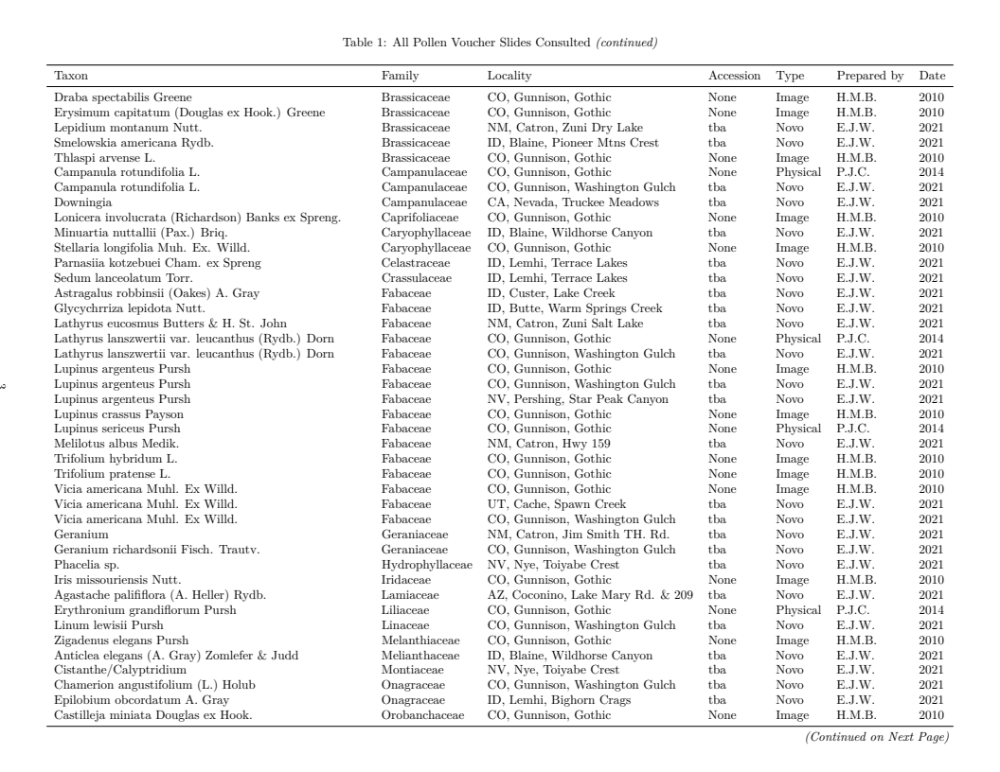 Table 1: All Pollen Voucher Slides Consulted (continued)
Taxon Family Locality Accession Type Prepared by Date
Draba spectabilis Greene Brassicaceae CO, Gunnison, Gothic None Image H.M.B. 2010
Erysimum capitatum (Douglas ex Hook.) Greene Brassicaceae CO, Gunnison, Gothic None Image H.M.B. 2010
Lepidium montanum Nutt. Brassicaceae NM, Catron, Zuni Dry Lake tba Novo E.J.W. 2021
Smelowskia americana Rydb. Brassicaceae ID, Blaine, Pioneer Mtns Crest tba Novo E.J.W. 2021
Thlaspi arvense L. Brassicaceae CO, Gunnison, Gothic None Image H.M.B. 2010
Campanula rotundifolia L. Campanulaceae CO, Gunnison, Gothic None Physical P.J.C. 2014
Campanula rotundifolia L. Campanulaceae CO, Gunnison, Washington Gulch tba Novo E.J.W. 2021
Downingia Campanulaceae CA, Nevada, Truckee Meadows tba Novo E.J.W. 2021
Lonicera involucrata (Richardson) Banks ex Spreng. Caprifoliaceae CO, Gunnison, Gothic None Image H.M.B. 2010
Minuartia nuttallii (Pax.) Briq. Caryophyllaceae ID, Blaine, Wildhorse Canyon tba Novo E.J.W. 2021
Stellaria longifolia Muh. Ex. Willd. Caryophyllaceae CO, Gunnison, Gothic None Image H.M.B. 2010
Parnasiia kotzebuei Cham. ex Spreng Celastraceae ID, Lemhi, Terrace Lakes tba Novo E.J.W. 2021
Sedum lanceolatum Torr. Crassulaceae ID, Lemhi, Terrace Lakes tba Novo E.J.W. 2021
Astragalus robbinsii (Oakes) A. Gray Fabaceae ID, Custer, Lake Creek tba Novo E.J.W. 2021
Glycychrriza lepidota Nutt. Fabaceae ID, Butte, Warm Springs Creek tba Novo E.J.W. 2021
Lathyrus eucosmus Butters & H. St. John Fabaceae NM, Catron, Zuni Salt Lake tba Novo E.J.W. 2021
Lathyrus lanszwertii var. leucanthus (Rydb.) Dorn Fabaceae CO, Gunnison, Gothic None Physical P.J.C. 2014
Lathyrus lanszwertii var. leucanthus (Rydb.) Dorn Fabaceae CO, Gunnison, Washington Gulch tba Novo E.J.W. 2021
Lupinus argenteus Pursh Fabaceae CO, Gunnison, Gothic None Image H.M.B. 2010
Lupinus argenteus Pursh Fabaceae CO, Gunnison, Washington Gulch tba Novo E.J.W. 2021
Lupinus argenteus Pursh Fabaceae NV, Pershing, Star Peak Canyon tba Novo E.J.W. 2021
Lupinus crassus Payson Fabaceae CO, Gunnison, Gothic None Image H.M.B. 2010
Lupinus sericeus Pursh Fabaceae CO, Gunnison, Gothic None Physical P.J.C. 2014
Melilotus albus Medik. Fabaceae NM, Catron, Hwy 159 tba Novo E.J.W. 2021
Trifolium hybridum L. Fabaceae CO, Gunnison, Gothic None Image H.M.B. 2010
Trifolium pratense L. Fabaceae CO, Gunnison, Gothic None Image H.M.B. 2010
Vicia americana Muhl. Ex Willd. Fabaceae CO, Gunnison, Gothic None Image H.M.B. 2010
Vicia americana Muhl. Ex Willd. Fabaceae UT, Cache, Spawn Creek tba Novo E.J.W. 2021
Vicia americana Muhl. Ex Willd. Fabaceae CO, Gunnison, Washington Gulch tba Novo E.J.W. 2021
Geranium Geraniaceae NM, Catron, Jim Smith TH. Rd. tba Novo E.J.W. 2021
Geranium richardsonii Fisch. Trautv. Geraniaceae CO, Gunnison, Washington Gulch tba Novo E.J.W. 2021
Phacelia sp. Hydrophyllaceae NV, Nye, Toiyabe Crest tba Novo E.J.W. 2021
Iris missouriensis Nutt. Iridaceae CO, Gunnison, Gothic None Image H.M.B. 2010
Agastache palififlora (A. Heller) Rydb. Lamiaceae AZ, Coconino, Lake Mary Rd. & 209 tba Novo E.J.W. 2021
Erythronium grandiflorum Pursh Liliaceae CO, Gunnison, Gothic None Physical P.J.C. 2014
Linum lewisii Pursh Linaceae CO, Gunnison, Washington Gulch tba Novo E.J.W. 2021
Zigadenus elegans Pursh Melanthiaceae CO, Gunnison, Gothic None Image H.M.B. 2010
Anticlea elegans (A. Gray) Zomlefer & Judd Melianthaceae ID, Blaine, Wildhorse Canyon tba Novo E.J.W. 2021
Cistanthe/Calyptridium Montiaceae NV, Nye, Toiyabe Crest tba Novo E.J.W. 2021
Chamerion angustifolium (L.) Holub Onagraceae CO, Gunnison, Washington Gulch tba Novo E.J.W. 2021
Epilobium obcordatum A. Gray Onagraceae ID, Lemhi, Bighorn Crags tba Novo E.J.W. 2021
Castilleja miniata Douglas ex Hook. Orobanchaceae CO, Gunnison, Gothic None Image H.M.B. 2010
(Continued on Next Page)
3